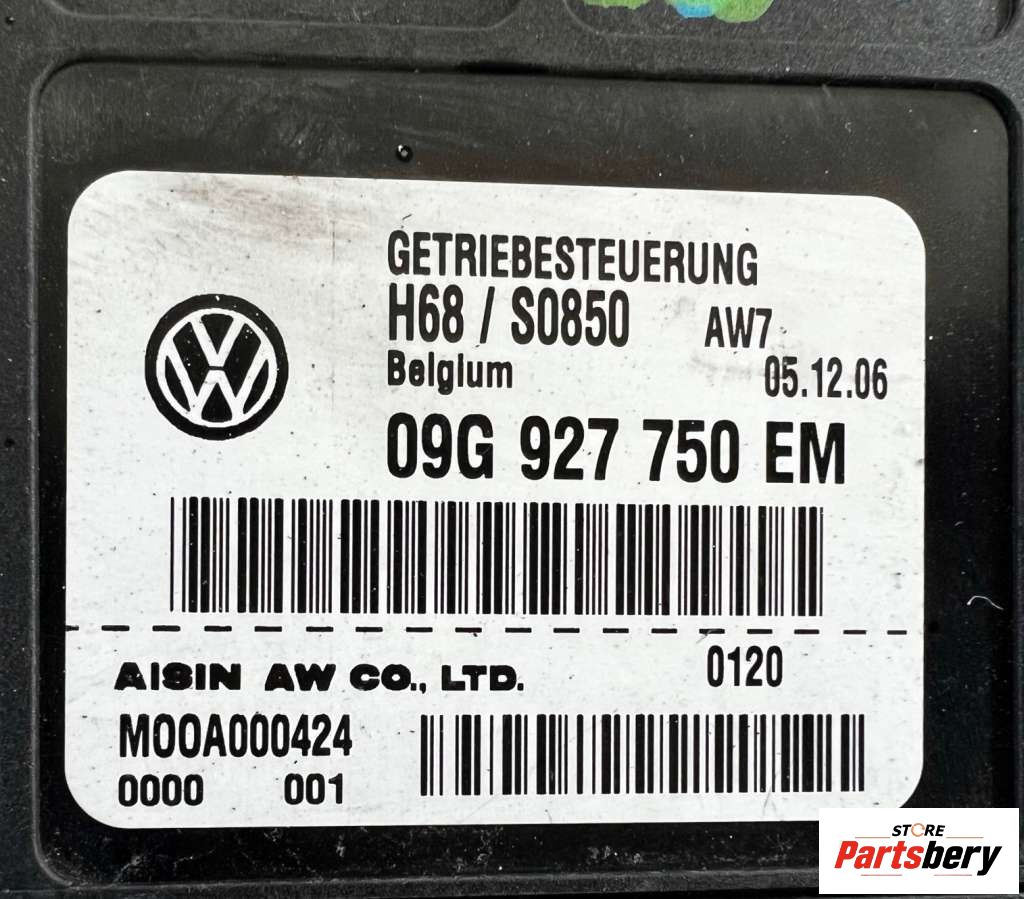 GETRIEBESTEUERUNG
H68 / S0850 AW7
Belgium 05.12.06
09G 927 750 EM
AISIN AW CO., LTD. 0120
M00A000424
0000 001
STORE
Partsbery